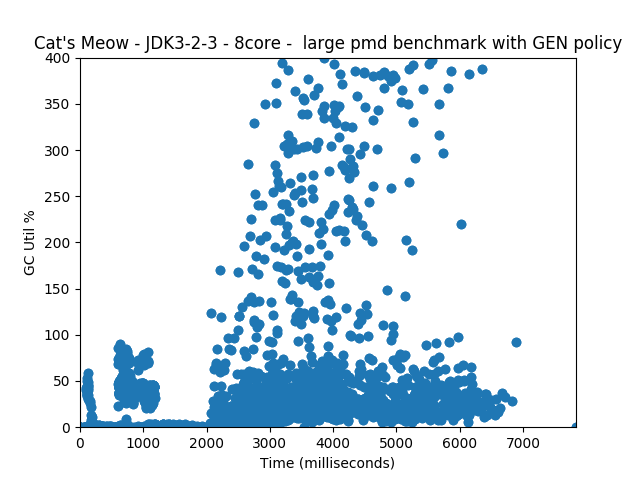 Cat's Meow - JDK3-2-3 - 8core -  large pmd benchmark with GEN policy
400
350
300
250
200
150
100
50
0
GC Util %
0 1000 2000 3000 4000 5000 6000 7000
Time (milliseconds)